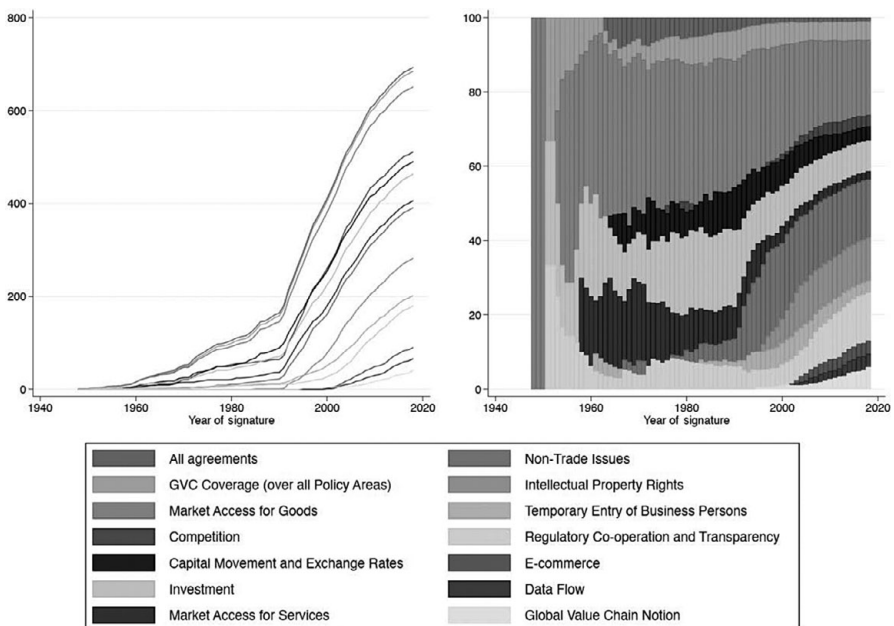 800
600
400
200
0
1940
1960
1980
2000
2020
Year of signature
100
80
60
40
20
0
1940
1960
1980
2000
2020
Year of signature
All agreements
GVC Coverage (over all Policy Areas)
Market Access for Goods
Competition
Capital Movement and Exchange Rates
Investment
Market Access for Services
Non-Trade Issues
Intellectual Property Rights
Temporary Entry of Business Persons
Regulatory Co-operation and Transparency
E-commerce
Data Flow
Global Value Chain Notion